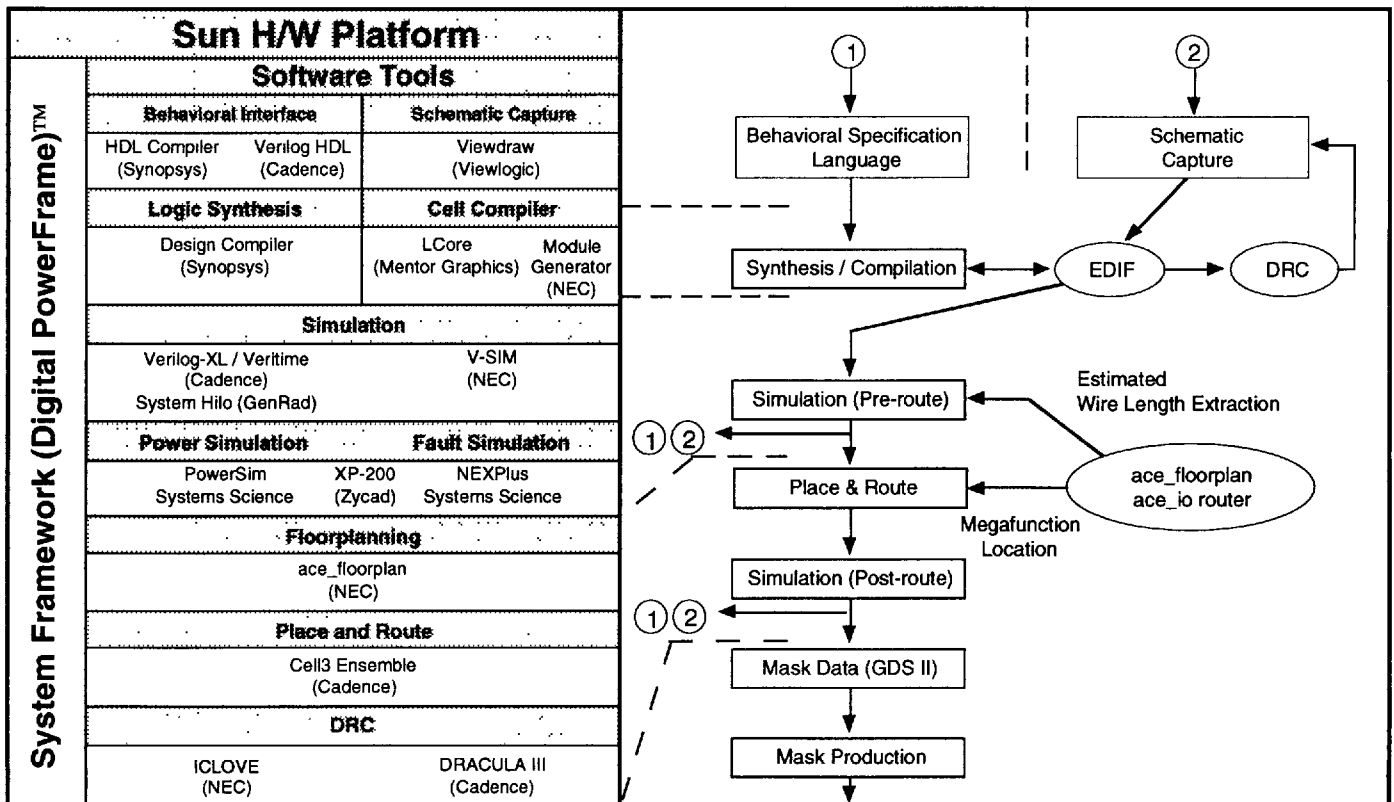 Sun H/W Platform
System Framework (Digital PowerFrame)™
Software Tools
Behavioral Interface
Schematic Capture
HDL Compiler
(Synopsys)
Verilog HDL
(Cadence)
Viewdraw
(Viewlogic)
Logic Synthesis
Cell Compiler
Design Compiler
(Synopsys)
LCore
(Mentor Graphics)
Module
Generator
(NEC)
Simulation
Verilog-XL / Veritime
(Cadence)
System Hilo (GenRad)
V-SIM
(NEC)
Power Simulation
Fault Simulation
PowerSim
Systems Science
XP-200
(Zycad)
NEXPlus
Systems Science
Floorplanning
ace_floorplan
(NEC)
Place and Route
Cell3 Ensemble
(Cadence)
DRC
ICLOVE
(NEC)
DRACULA III
(Cadence)
1
2
Behavioral Specification
Language
Schematic
Capture
Synthesis / Compilation
EDIF
DRC
Estimated
Wire Length Extraction
Simulation (Pre-route)
1 2
Place & Route
ace_floorplan
ace_io router
Megafunction
Location
Simulation (Post-route)
1 2
Mask Data (GDS II)
Mask Production